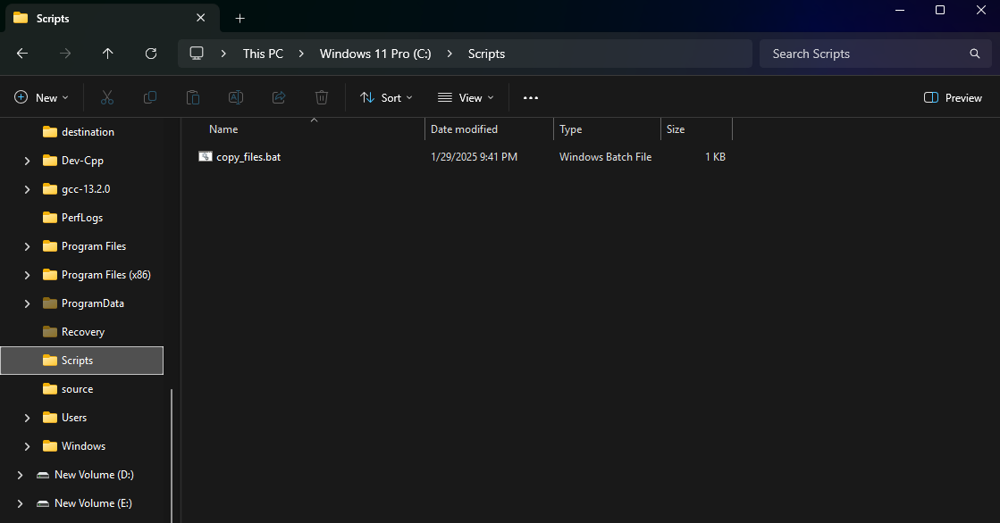 Scripts
This PC
Windows 11 Pro (C:)
Scripts
Search Scripts
New
Sort
View
Preview
destination
Dev-Cpp
gcc-13.2.0
PerfLogs
Program Files
Program Files (x86)
ProgramData
Recovery
Scripts
source
Users
Windows
New Volume (D:)
New Volume (E:)
Name
Date modified
Type
Size
copy_files.bat
1/29/2025 9:41 PM
Windows Batch File
1 KB